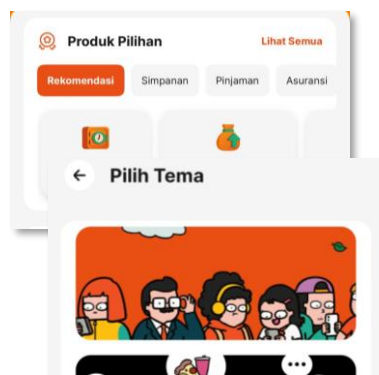 Produk Pilihan
Lihat Semua
Rekomendasi Simpanan Pinjaman Asuransi
Pilih Tema